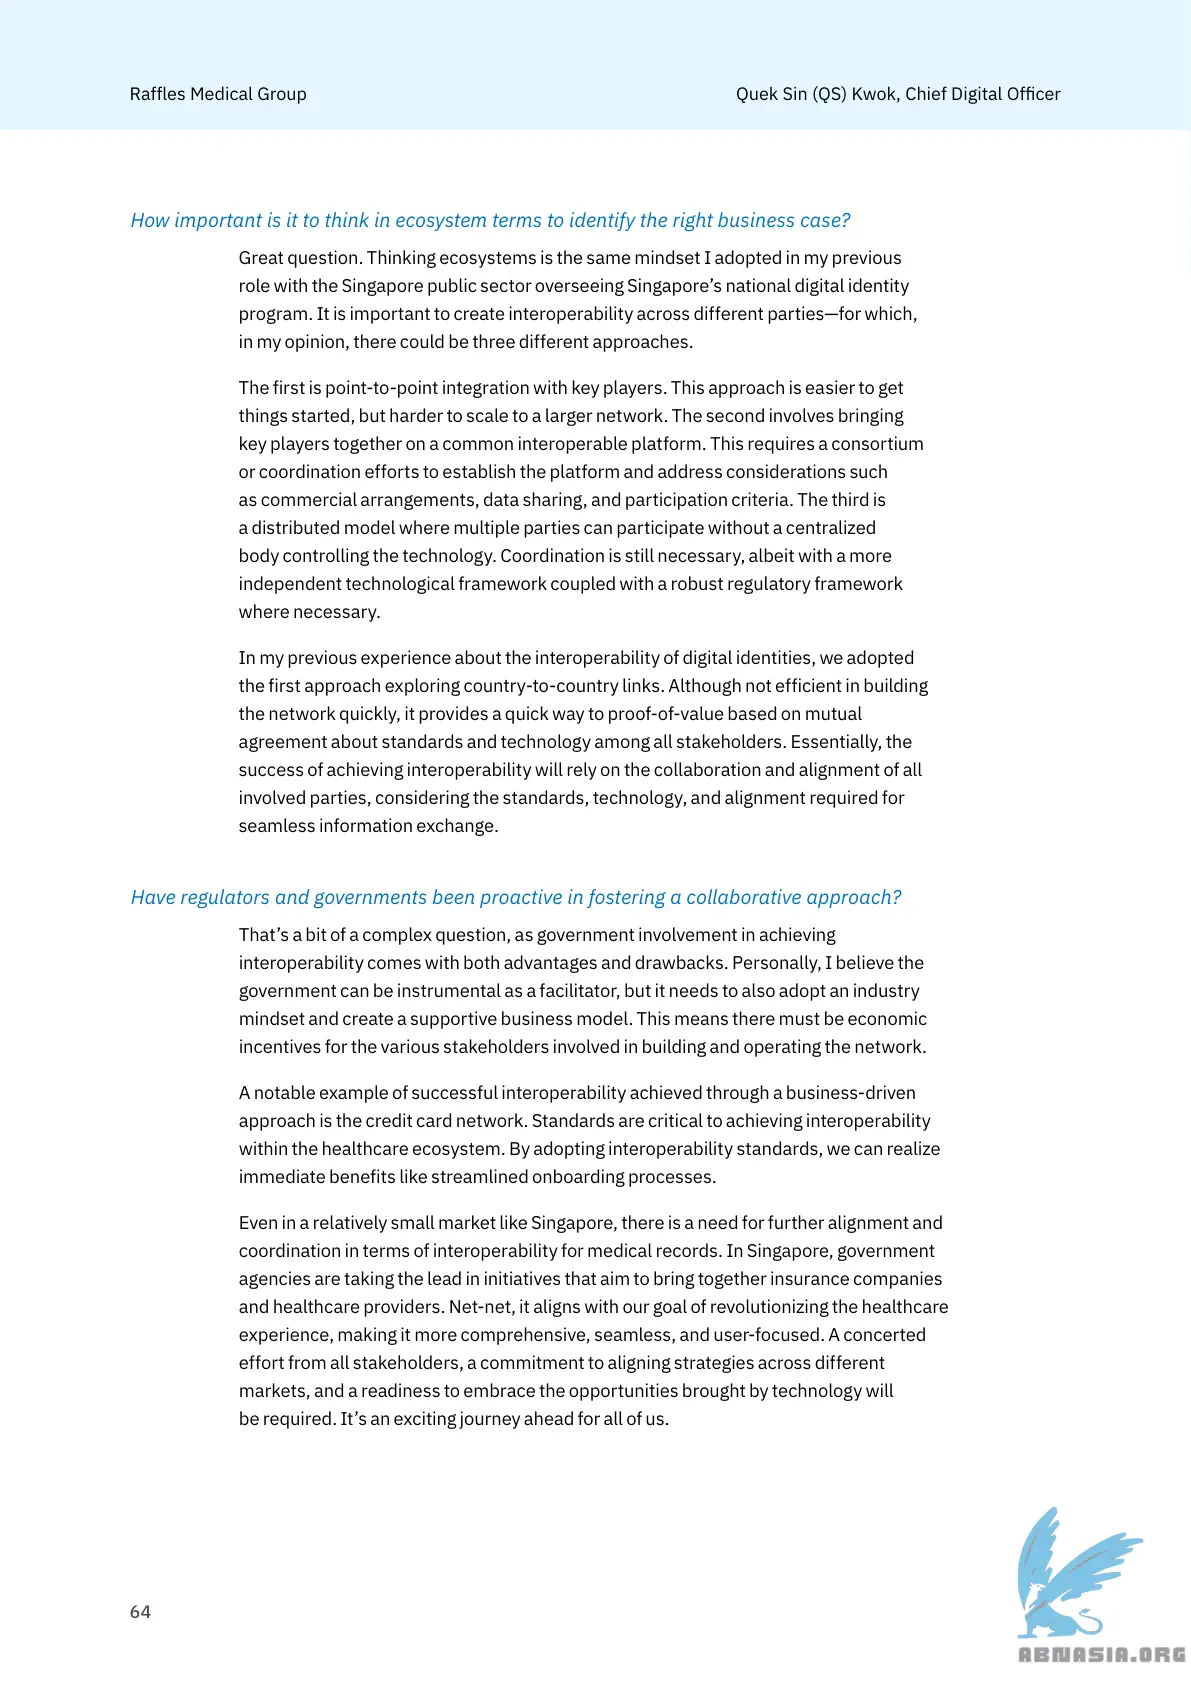 Raffles Medical Group
Quek Sin (QS) Kwok, Chief Digital Officer
How important is it to think in ecosystem terms to identify the right business case?
Great question. Thinking ecosystems is the same mindset I adopted in my previous
role with the Singapore public sector overseeing Singapore’s national digital identity
program. It is important to create interoperability across different parties—for which,
in my opinion, there could be three different approaches.
The first is point-to-point integration with key players. This approach is easier to get
things started, but harder to scale to a larger network. The second involves bringing
key players together on a common interoperable platform. This requires a consortium
or coordination efforts to establish the platform and address considerations such
as commercial arrangements, data sharing, and participation criteria. The third is
a distributed model where multiple parties can participate without a centralized
body controlling the technology. Coordination is still necessary, albeit with a more
independent technological framework coupled with a robust regulatory framework
where necessary.
In my previous experience about the interoperability of digital identities, we adopted
the first approach exploring country-to-country links. Although not efficient in building
the network quickly, it provides a quick way to proof-of-value based on mutual
agreement about standards and technology among all stakeholders. Essentially, the
success of achieving interoperability will rely on the collaboration and alignment of all
involved parties, considering the standards, technology, and alignment required for
seamless information exchange.
Have regulators and governments been proactive in fostering a collaborative approach?
That’s a bit of a complex question, as government involvement in achieving
interoperability comes with both advantages and drawbacks. Personally, I believe the
government can be instrumental as a facilitator, but it needs to also adopt an industry
mindset and create a supportive business model. This means there must be economic
incentives for the various stakeholders involved in building and operating the network.
A notable example of successful interoperability achieved through a business-driven
approach is the credit card network. Standards are critical to achieving interoperability
within the healthcare ecosystem. By adopting interoperability standards, we can realize
immediate benefits like streamlined onboarding processes.
Even in a relatively small market like Singapore, there is a need for further alignment and
coordination in terms of interoperability for medical records. In Singapore, government
agencies are taking the lead in initiatives that aim to bring together insurance companies
and healthcare providers. Net-net, it aligns with our goal of revolutionizing the healthcare
experience, making it more comprehensive, seamless, and user-focused. A concerted
effort from all stakeholders, a commitment to aligning strategies across different
markets, and a readiness to embrace the opportunities brought by technology will
be required. It’s an exciting journey ahead for all of us.
64
ABNASIA.ORG